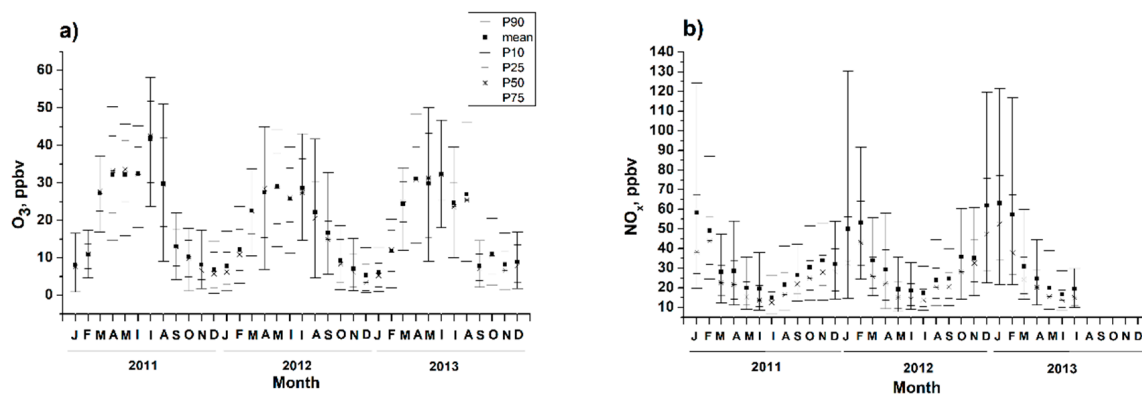 a)
P90
mean
P10
P25
P50
P75
O3, ppbv
60
50
40
30
20
10
0
J F M A M I I A S O N D J F M A M I I A S O N D J F M A M I I A S O N D
2011 2012 2013
Month
b)
NOx, ppbv
140
130
120
110
100
90
80
70
60
50
40
30
20
10
J F M A M I I A S O N D J F M A M I I A S O N D J F M A M I I A S O N D
2011 2012 2013
Month